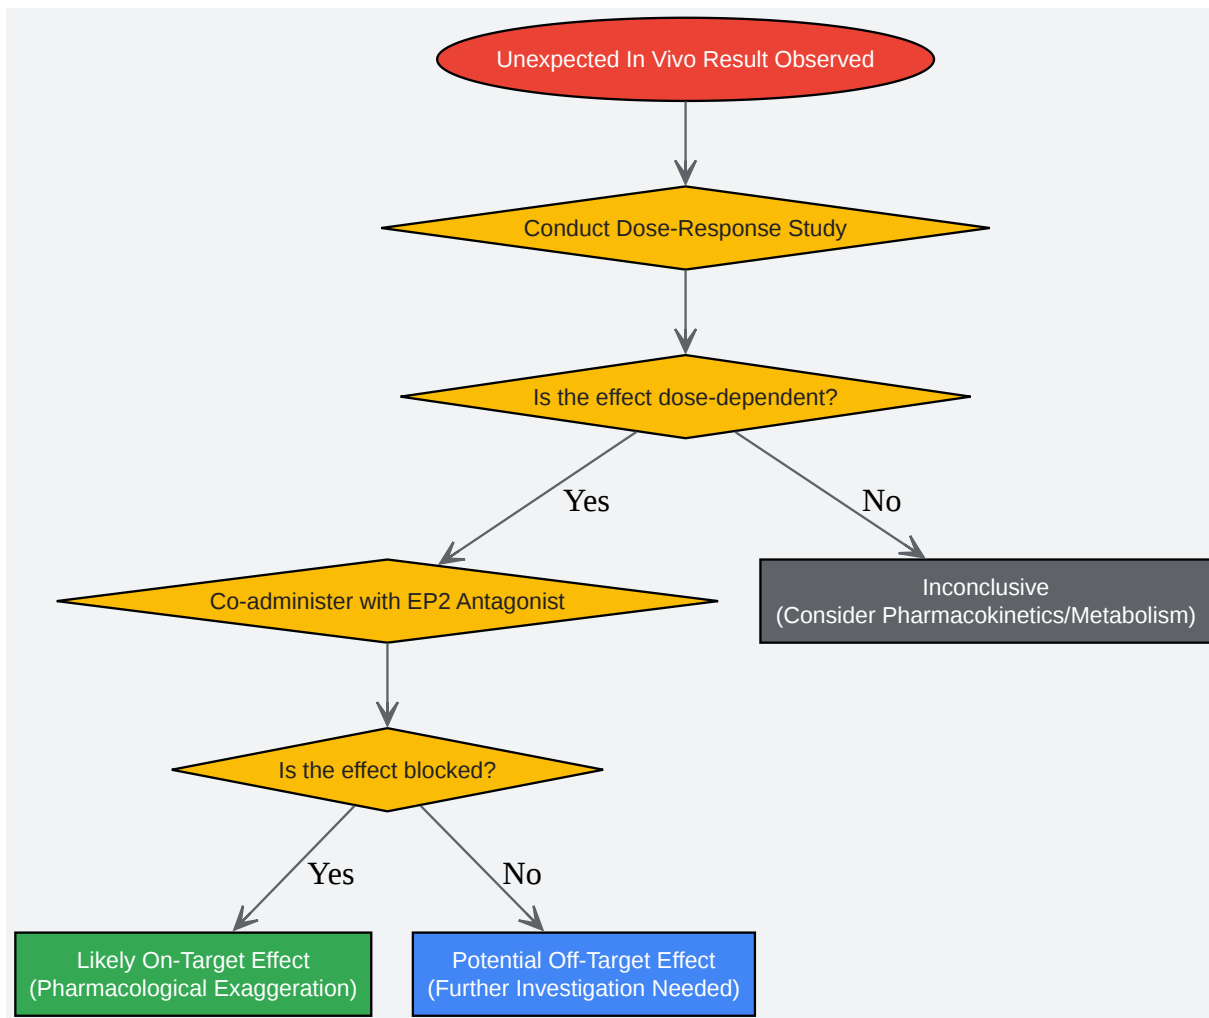 Unexpected In Vivo Result Observed
Conduct Dose-Response Study
Is the effect dose-dependent?
Yes
No
Co-administer with EP2 Antagonist
Inconclusive
(Consider Pharmacokinetics/Metabolism)
Is the effect blocked?
Yes
No
Likely On-Target Effect
(Pharmacological Exaggeration)
Potential Off-Target Effect
(Further Investigation Needed)